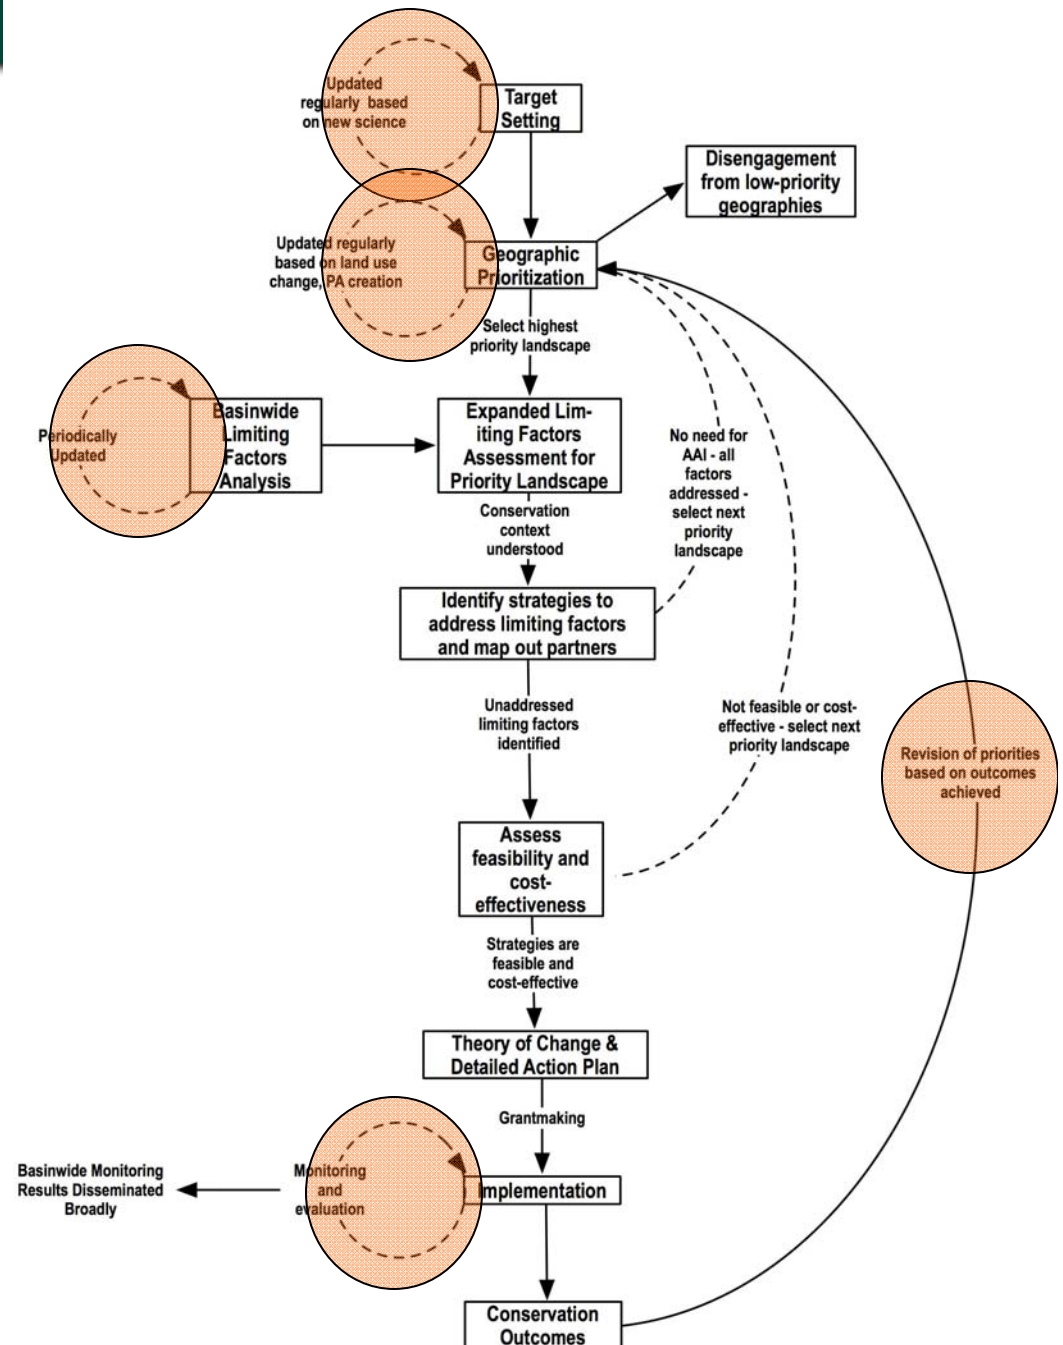 Updated
regularly based
on new science
Target
Setting
Disengagement
from low-priority
geographies
Updated regularly
based on land use
change, PA creation
Geographic
Prioritization
Select highest
priority landscape
Periodically
Updated
Basinwide
Limiting
Factors
Analysis
Expanded Lim-
iting Factors
Assessment for
Priority Landscape
No need for
AAI - all
factors
addressed -
select next
priority
landscape
Conservation
context
understood
Identify strategies to
address limiting factors
and map out partners
Unaddressed
limiting factors
identified
Not feasible or cost-
effective - select next
priority landscape
Revision of priorities
based on outcomes
achieved
Assess
feasibility and
cost-
effectiveness
Strategies are
feasible and
cost-effective
Theory of Change &
Detailed Action Plan
Grantmaking
Basinwide Monitoring
Results Disseminated
Broadly
Monitoring
and
evaluation
Implementation
Conservation
Outcomes